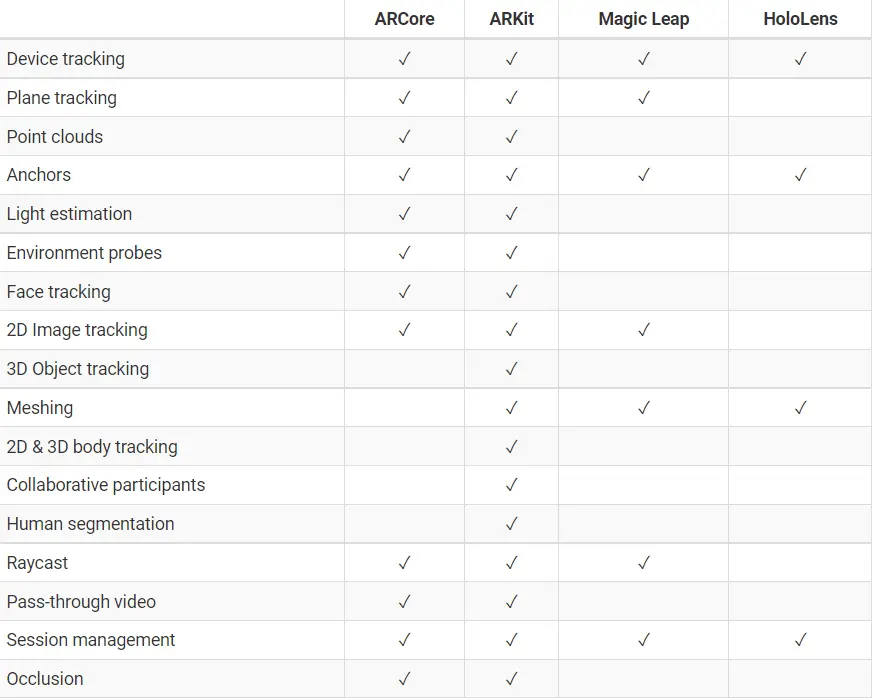 ARCore ARKit Magic Leap HoloLens
Device tracking ✓ ✓ ✓ ✓
Plane tracking ✓ ✓ ✓
Point clouds ✓ ✓
Anchors ✓ ✓ ✓ ✓
Light estimation ✓ ✓
Environment probes ✓ ✓
Face tracking ✓ ✓
2D Image tracking ✓ ✓ ✓
3D Object tracking ✓
Meshing ✓ ✓ ✓
2D & 3D body tracking ✓
Collaborative participants ✓
Human segmentation ✓
Raycast ✓ ✓ ✓
Pass-through video ✓ ✓
Session management ✓ ✓ ✓ ✓
Occlusion ✓ ✓